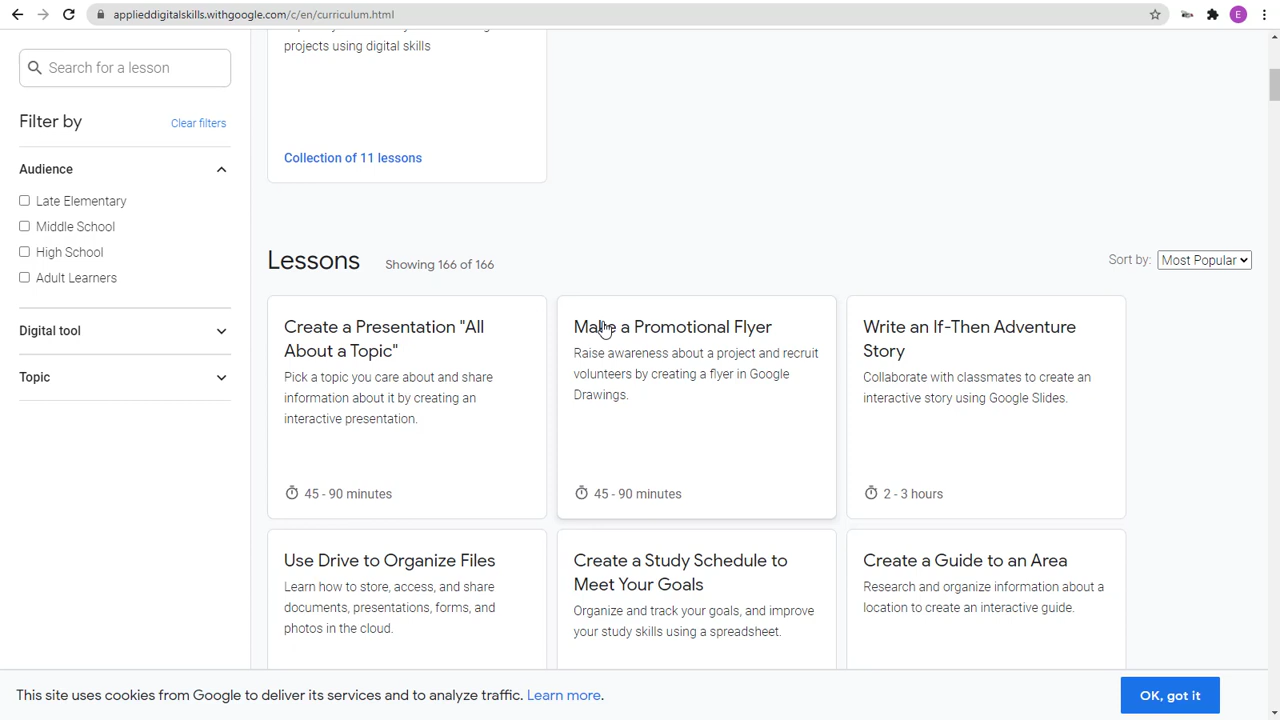 applieddigitalskills.withgoogle.com/c/en/curriculum.html
E
Search for a lesson
Filter by
Clear filters
Audience
Late Elementary
Middle School
High School
Adult Learners
Digital tool
Topic
projects using digital skills
Collection of 11 lessons
Lessons
Showing 166 of 166
Sort by:
Most Popular
Create a Presentation "All
About a Topic"
Pick a topic you care about and share
information about it by creating an
interactive presentation.
45 - 90 minutes
Make a Promotional Flyer
Raise awareness about a project and recruit
volunteers by creating a flyer in Google
Drawings.
45 - 90 minutes
Write an If-Then Adventure
Story
Collaborate with classmates to create an
interactive story using Google Slides.
2 - 3 hours
Use Drive to Organize Files
Learn how to store, access, and share
documents, presentations, forms, and
photos in the cloud.
Create a Study Schedule to
Meet Your Goals
Organize and track your goals, and improve
your study skills using a spreadsheet.
Create a Guide to an Area
Research and organize information about a
location to create an interactive guide.
This site uses cookies from Google to deliver its services and to analyze traffic. Learn more.
OK, got it